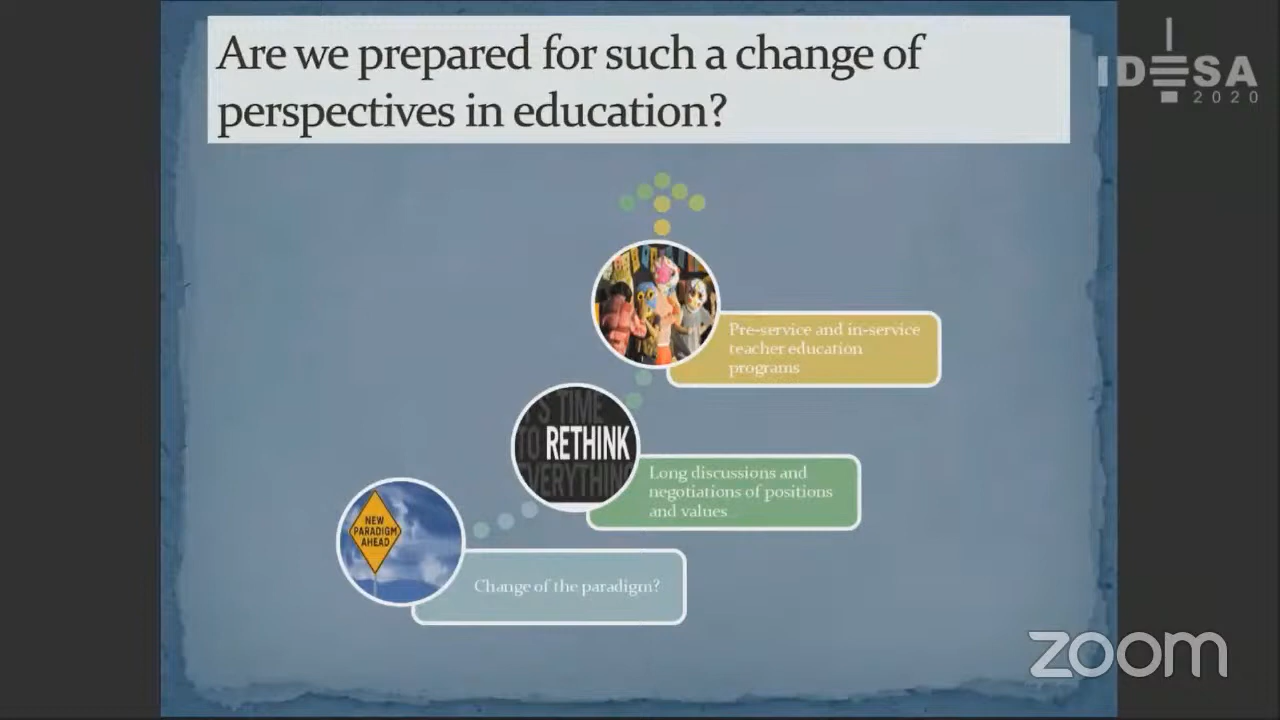 Are we prepared for such a change of
perspectives in education?
IDESA
2020
Pre-service and in-service
teacher education
programs
IT'S TIME
TO RETHINK
EVERYTHING
Long discussions and
negotiations of positions
and values
NEW
PARADIGM
AHEAD
Change of the paradigm?
zoom